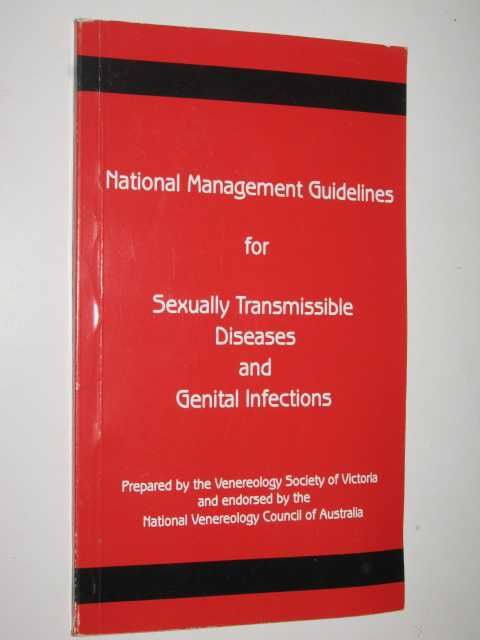 National Management Guidelines
for
Sexually Transmissible
Diseases
and
Genital Infections
Prepared by the Venereology Society of Victoria
and endorsed by the
National Venereology Council of Australia